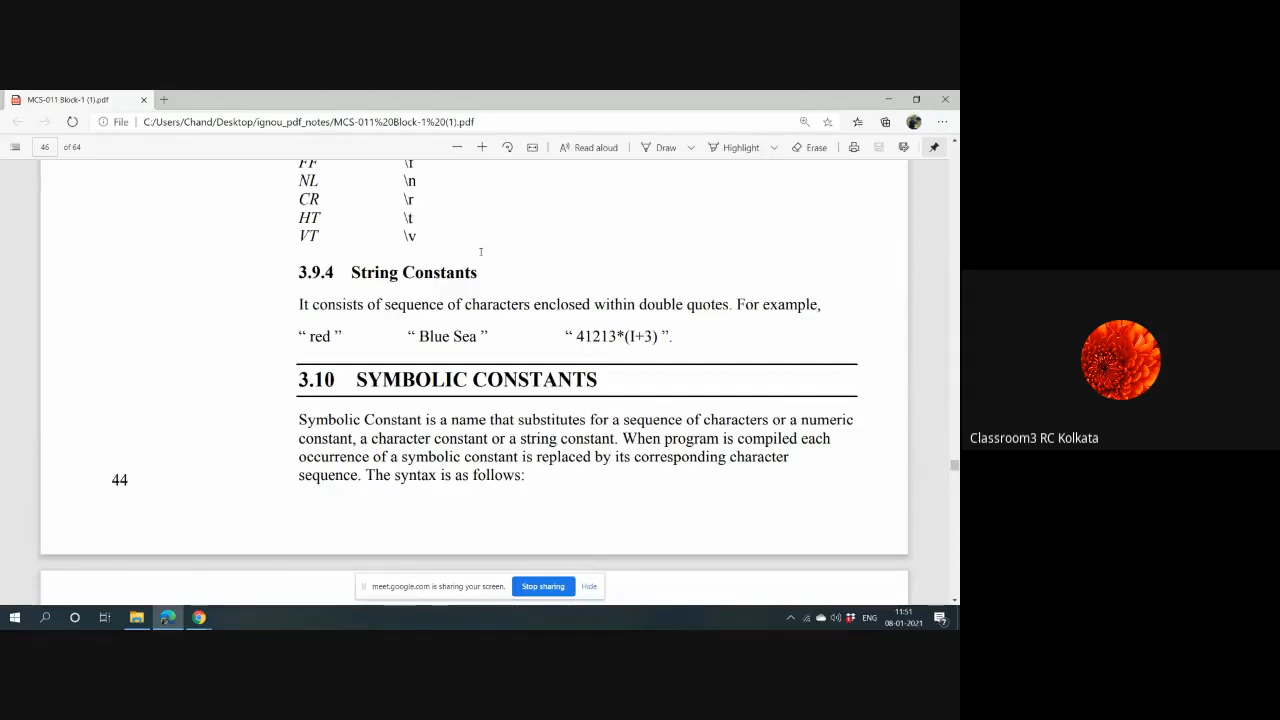 MCS-011 Block-1 (1).pdf
File
C:/Users/Chand/Desktop/ignou_pdf_notes/MCS-011%20Block-1%20(1).pdf
46 of 64
Read aloud
Draw
Highlight
Erase
FF \f
NL \n
CR \r
HT \t
VT \v
3.9.4 String Constants
It consists of sequence of characters enclosed within double quotes. For example,
“ red ” “ Blue Sea ” “ 41213*(I+3) ”.
3.10 SYMBOLIC CONSTANTS
Symbolic Constant is a name that substitutes for a sequence of characters or a numeric
constant, a character constant or a string constant. When program is compiled each
occurrence of a symbolic constant is replaced by its corresponding character
sequence. The syntax is as follows:
44
meet.google.com is sharing your screen.
Stop sharing
Hide
ENG
11:51
08-01-2021
Classroom3 RC Kolkata